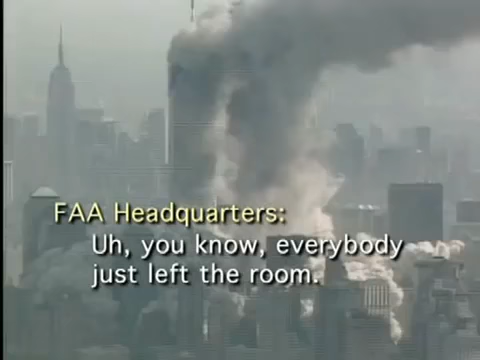 FAA Headquarters:
Uh, you know, everybody
just left the room.